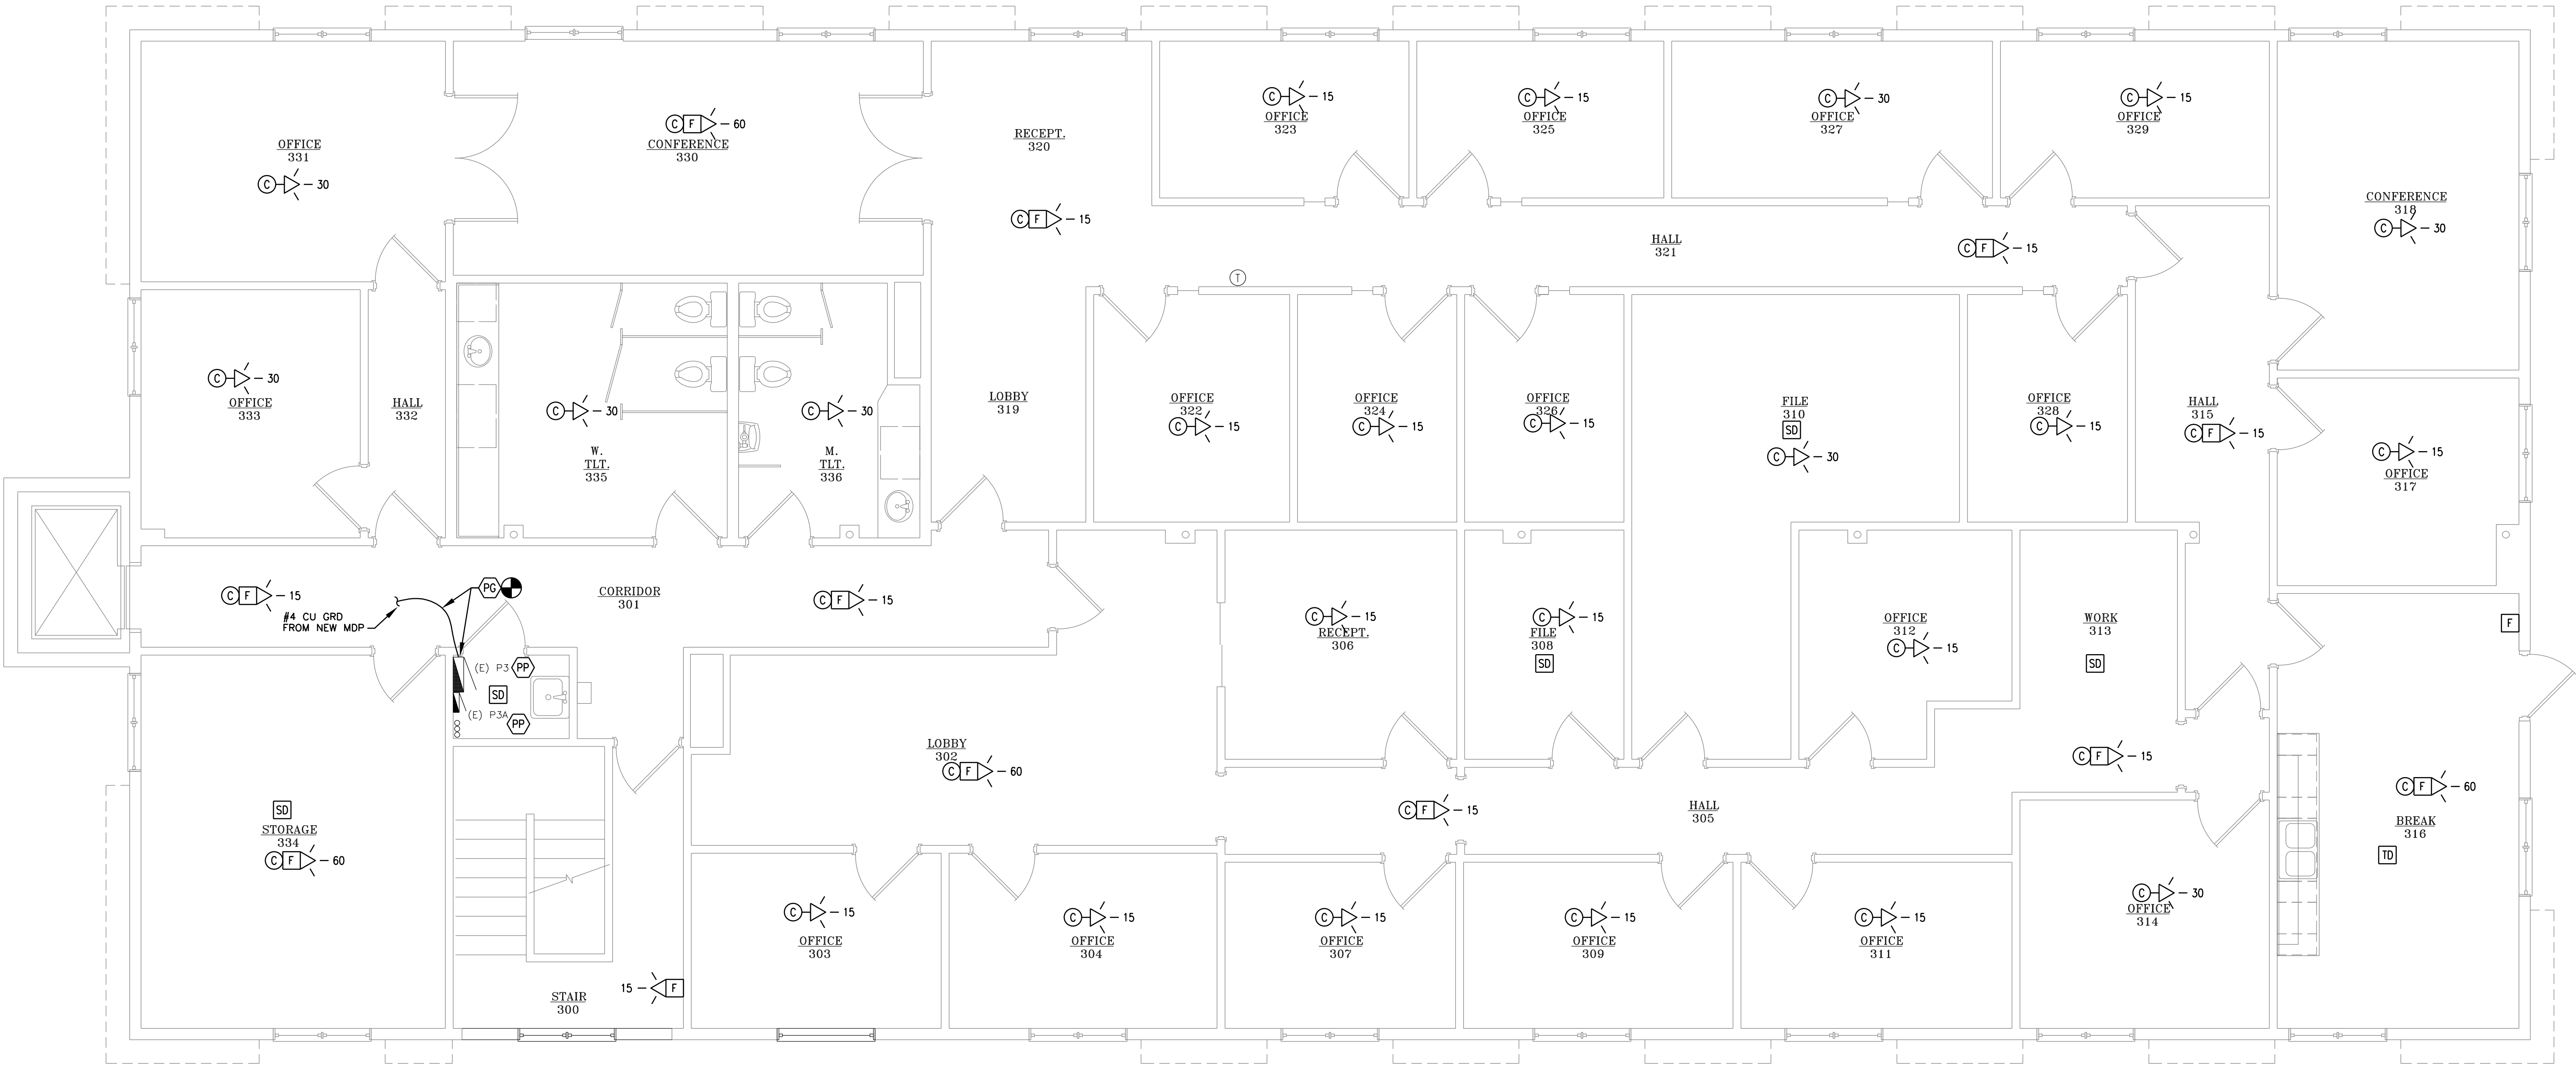 C - 15
OFFICE
323
C - 15
OFFICE
325
C - 30
OFFICE
327
C - 15
OFFICE
329
C F - 60
CONFERENCE
330
RECEPT.
320
OFFICE
331
C - 30
C F - 15
CONFERENCE
318
C - 30
HALL
321
C F - 15
T
C - 30
OFFICE
333
HALL
332
C - 30
W.
TLT.
335
C - 30
M.
TLT.
336
LOBBY
319
OFFICE
322
C - 15
OFFICE
324
C - 15
OFFICE
326
C - 15
FILE
310
SD
C - 30
OFFICE
328
C - 15
HALL
315
C F - 15
C - 15
OFFICE
317
C F - 15
#4 CU GRD
FROM NEW MDP
PG
CORRIDOR
301
C F - 15
C - 15
RECEPT.
306
C - 15
FILE
308
SD
OFFICE
312
C - 15
WORK
313
SD
F
(E) P3 PP
SD
(E) P3A PP
LOBBY
302
C F - 60
C F - 15
HALL
305
C F - 15
C F - 60
BREAK
316
TD
SD
STORAGE
334
C F - 60
C - 15
OFFICE
303
C - 15
OFFICE
304
C - 15
OFFICE
307
C - 15
OFFICE
309
C - 15
OFFICE
311
C - 30
OFFICE
314
15 - F
STAIR
300